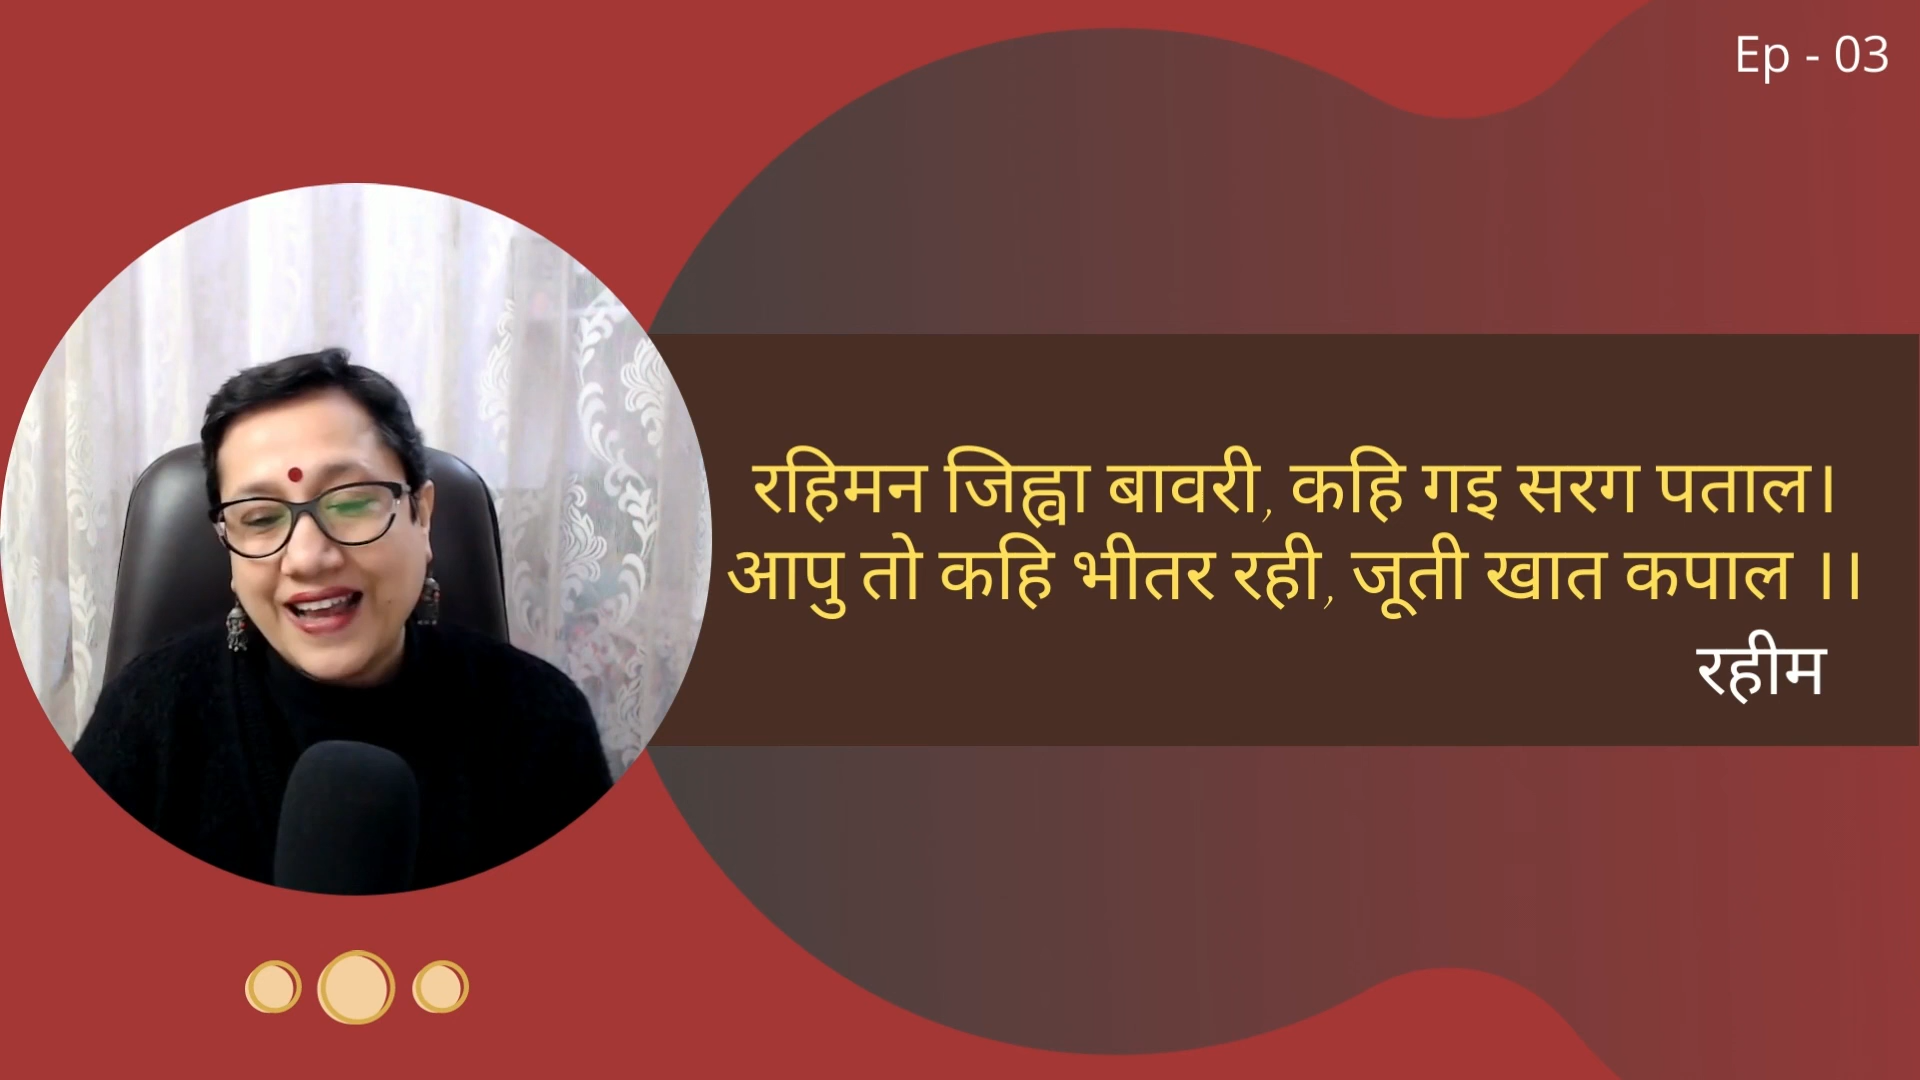 Ep - 03
रहिमन जिह्वा बावरी, कहि गइ सरग पताल।
आपु तो कहि भीतर रही, जूती खात कपाल ।।
रहीम